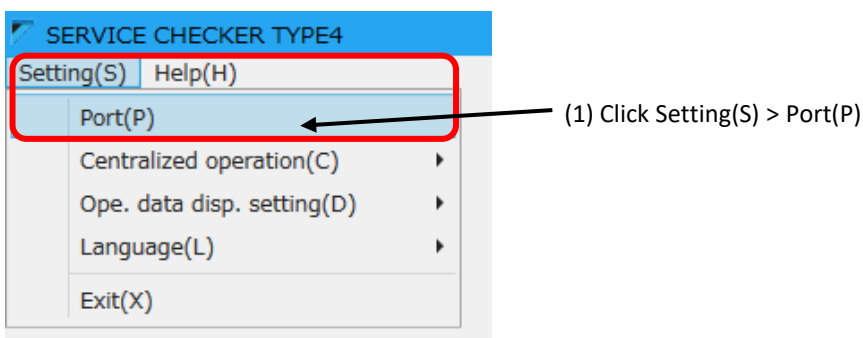 SERVICE CHECKER TYPE4
Setting(S) Help(H)
Port(P)
(1) Click Setting(S) > Port(P)
Centralized operation(C)
Ope. data disp. setting(D)
Language(L)
Exit(X)